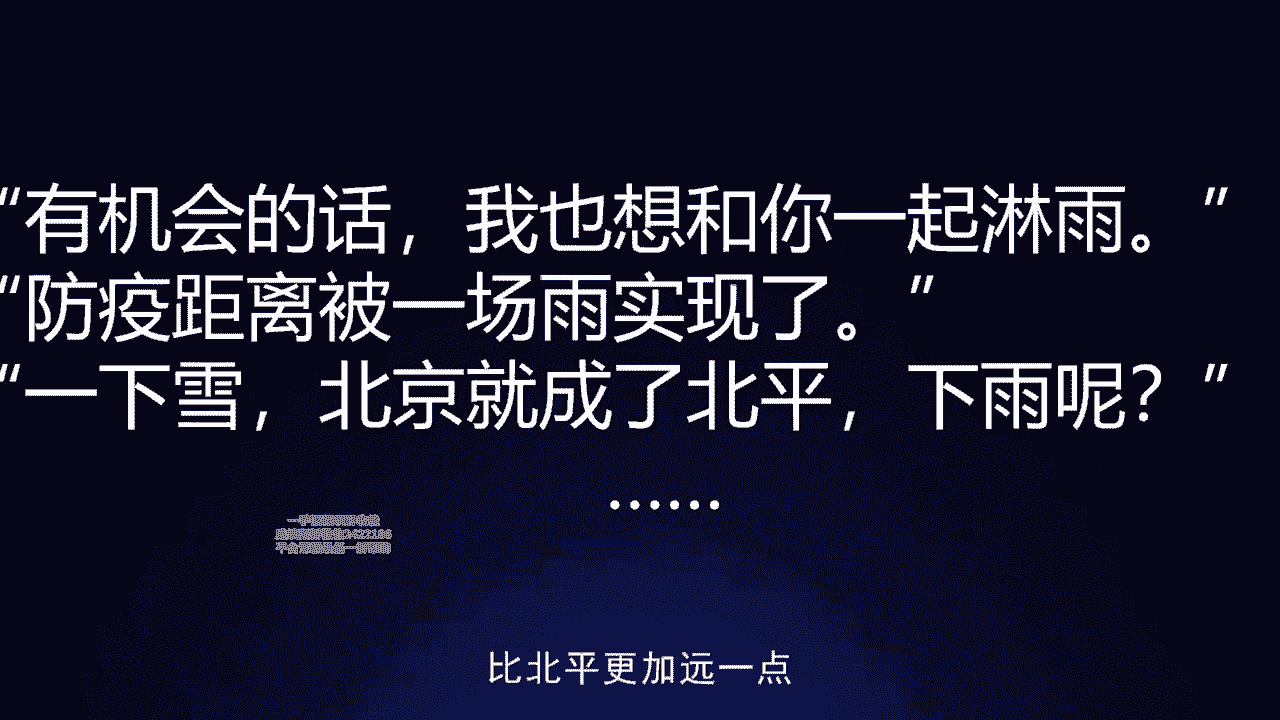 “有机会的话，我也想和你一起淋雨。”
“防疫距离被一场雨实现了。”
“一下雪，北京就成了北平，下雨呢？”
……
比北平更加远一点